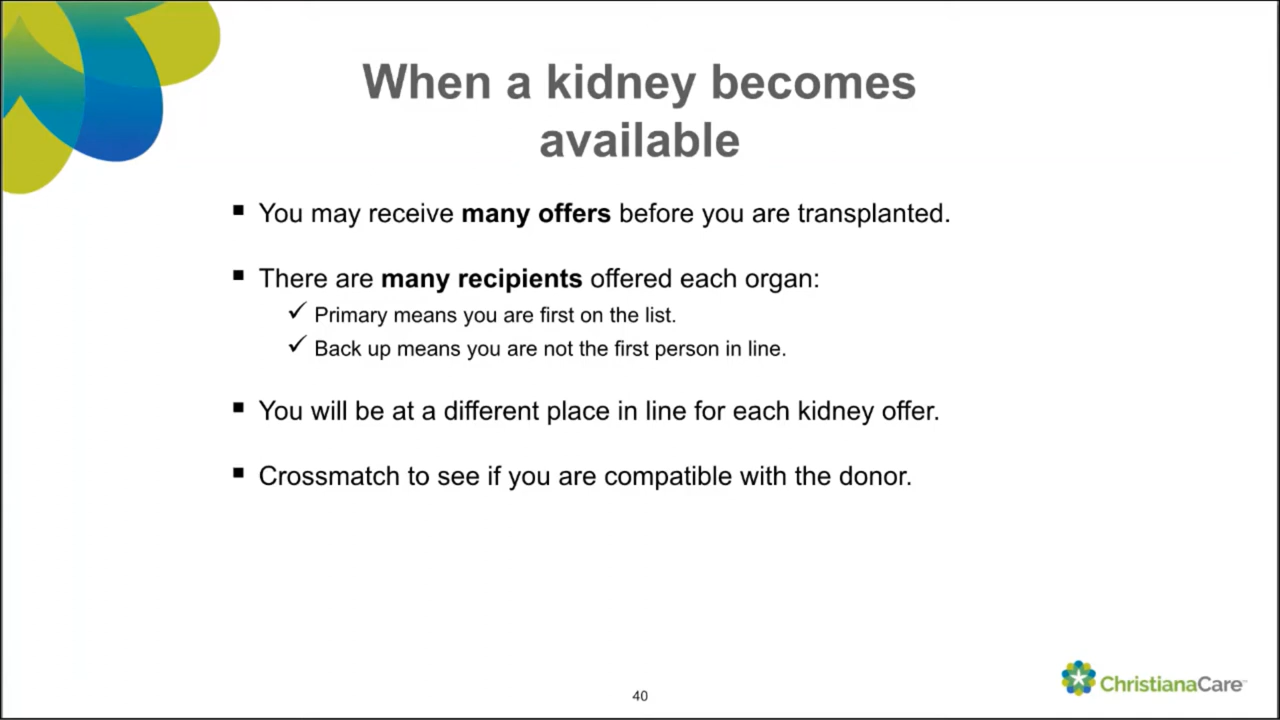 When a kidney becomes
available
▪ You may receive many offers before you are transplanted.
▪ There are many recipients offered each organ:
✓ Primary means you are first on the list.
✓ Back up means you are not the first person in line.
▪ You will be at a different place in line for each kidney offer.
▪ Crossmatch to see if you are compatible with the donor.
ChristianaCare™
40